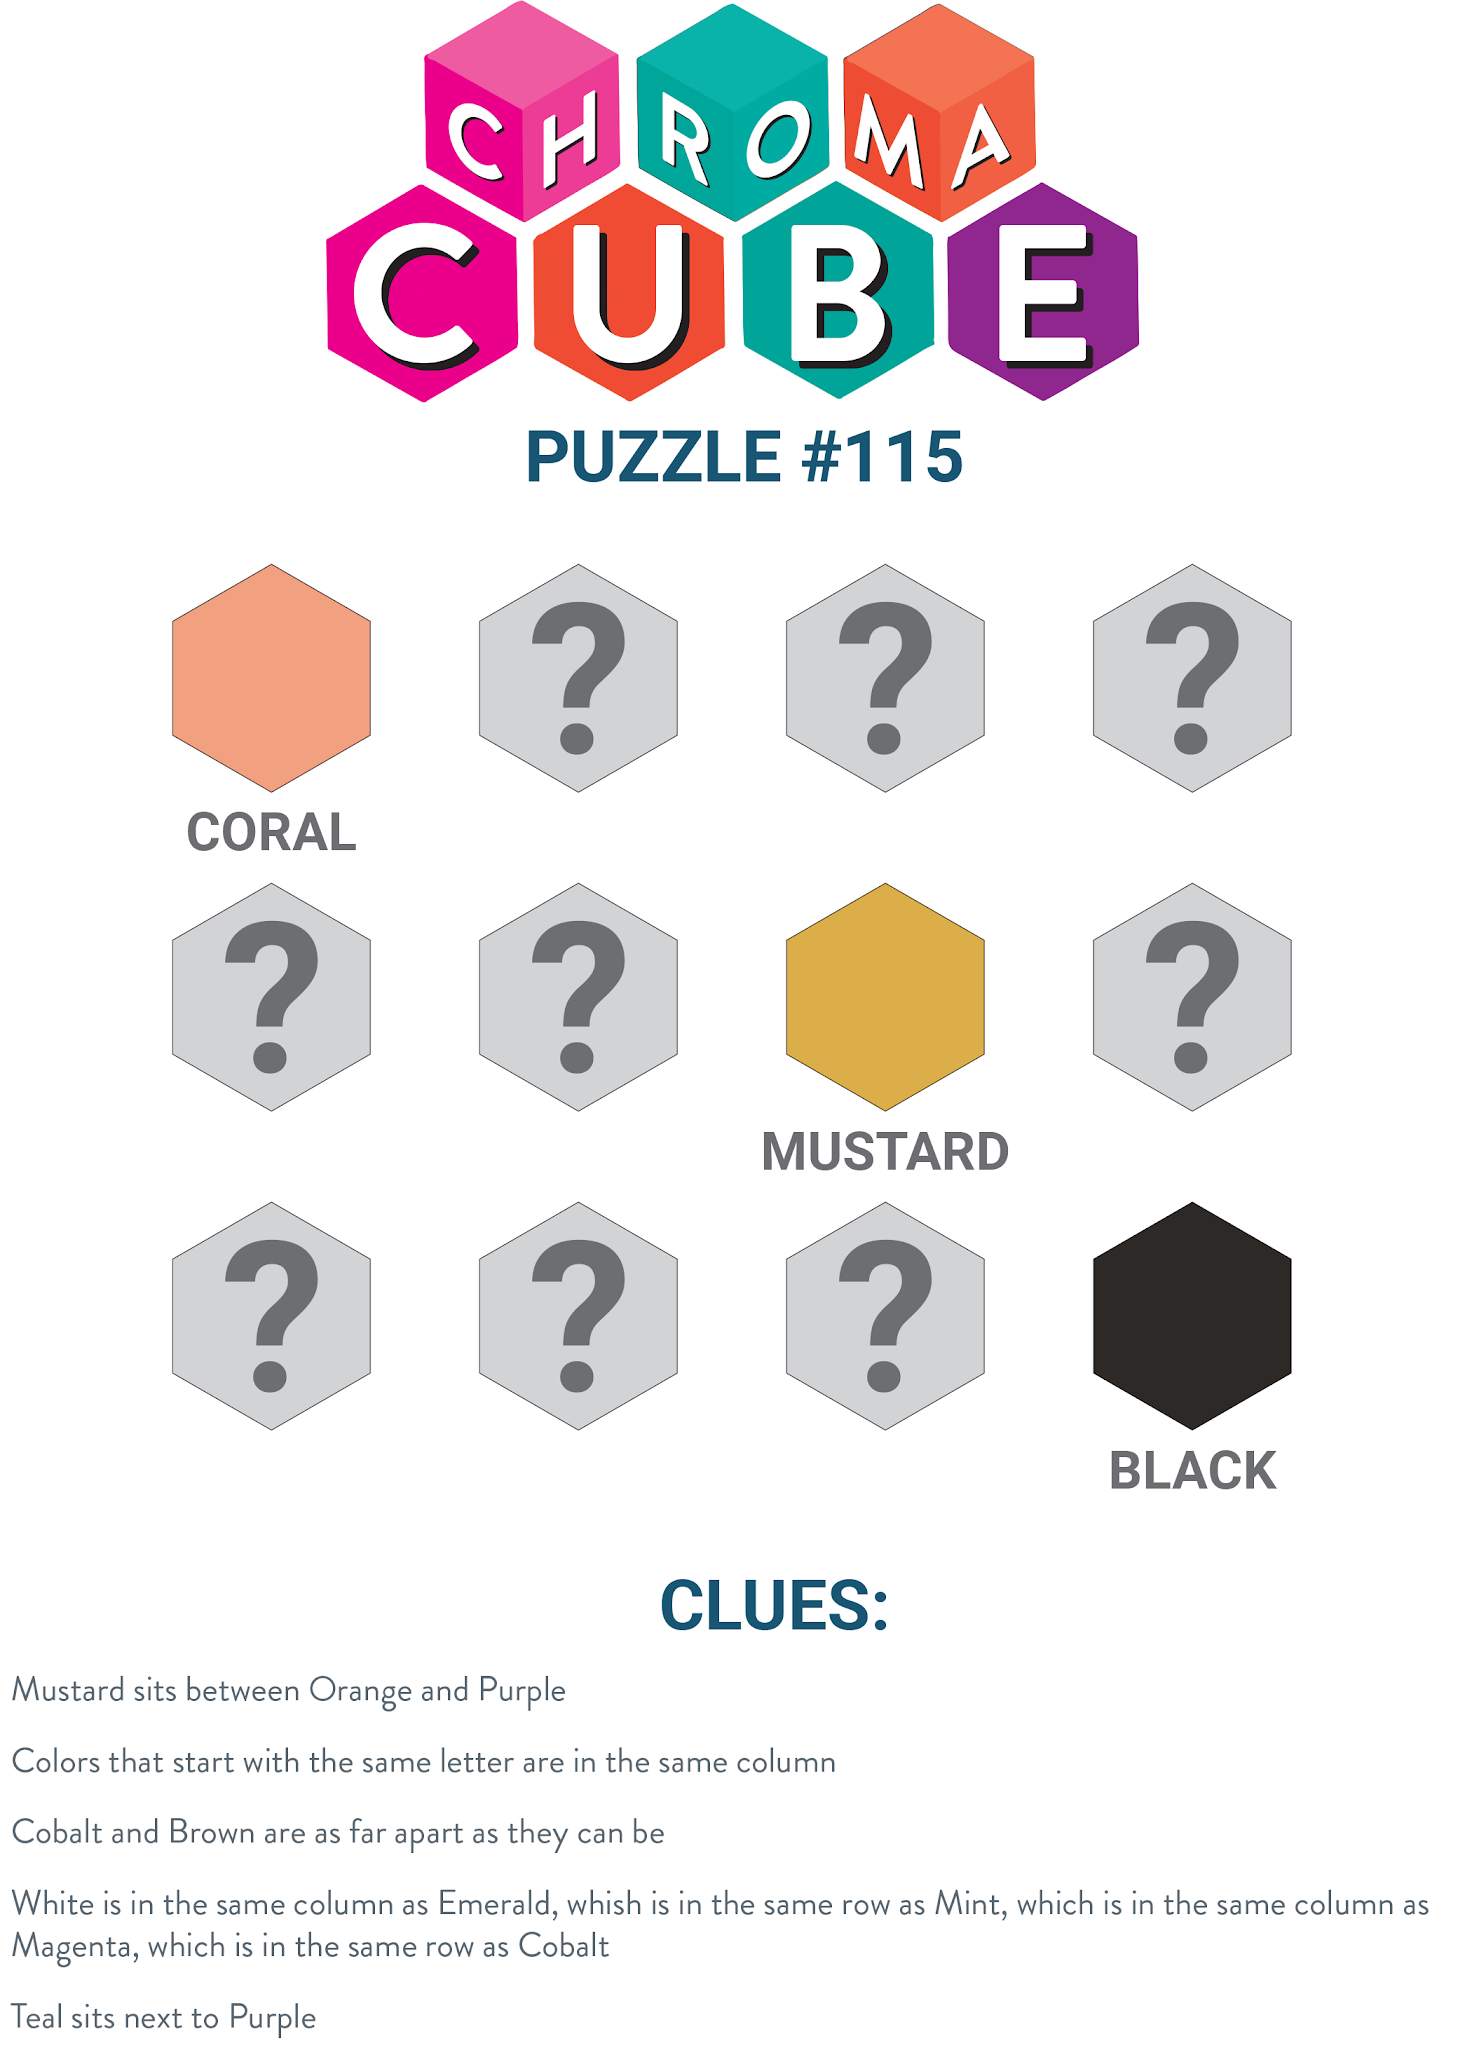 CHROMA
CUBE
PUZZLE #115
? ? ?
CORAL
? ? ?
MUSTARD
? ? ?
BLACK
CLUES:
Mustard sits between Orange and Purple
Colors that start with the same letter are in the same column
Cobalt and Brown are as far apart as they can be
White is in the same column as Emerald, whish is in the same row as Mint, which is in the same column as
Magenta, which is in the same row as Cobalt
Teal sits next to Purple